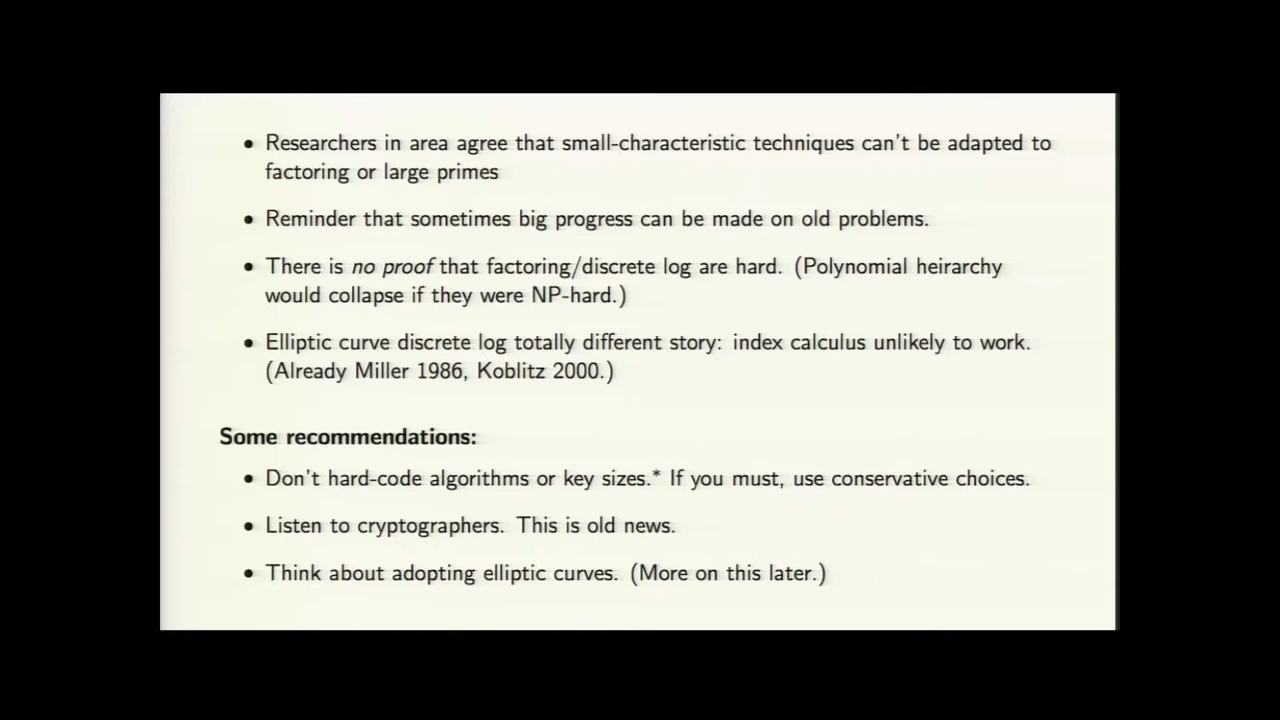 • Researchers in area agree that small-characteristic techniques can't be adapted to
factoring or large primes
• Reminder that sometimes big progress can be made on old problems.
• There is no proof that factoring/discrete log are hard. (Polynomial heirarchy
would collapse if they were NP-hard.)
• Elliptic curve discrete log totally different story: index calculus unlikely to work.
(Already Miller 1986, Koblitz 2000.)
Some recommendations:
• Don't hard-code algorithms or key sizes.* If you must, use conservative choices.
• Listen to cryptographers. This is old news.
• Think about adopting elliptic curves. (More on this later.)